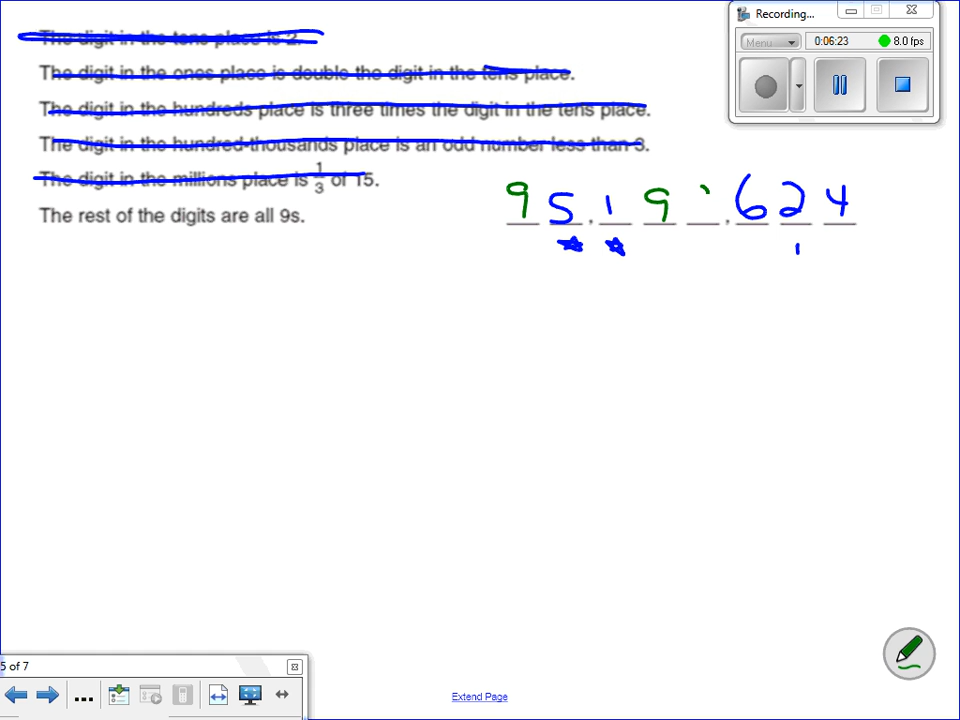 The digit in the tens place is 2.
The digit in the ones place is double the digit in the tens place.
The digit in the hundreds place is three times the digit in the tens place.
The digit in the hundred-thousands place is an odd number less than 3.
The digit in the millions place is 1/3 of 15.
The rest of the digits are all 9s.
9 5 , 1 9 _ , 6 2 4
Recording...
Menu
0:06:23
8.0 fps
5 of 7
Extend Page